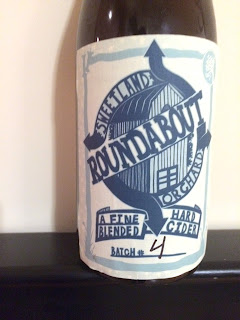 SWEETLAND
ROUNDABOUT
ORCHARD
A FINE HARD
BLENDED CIDER
BATCH # 4